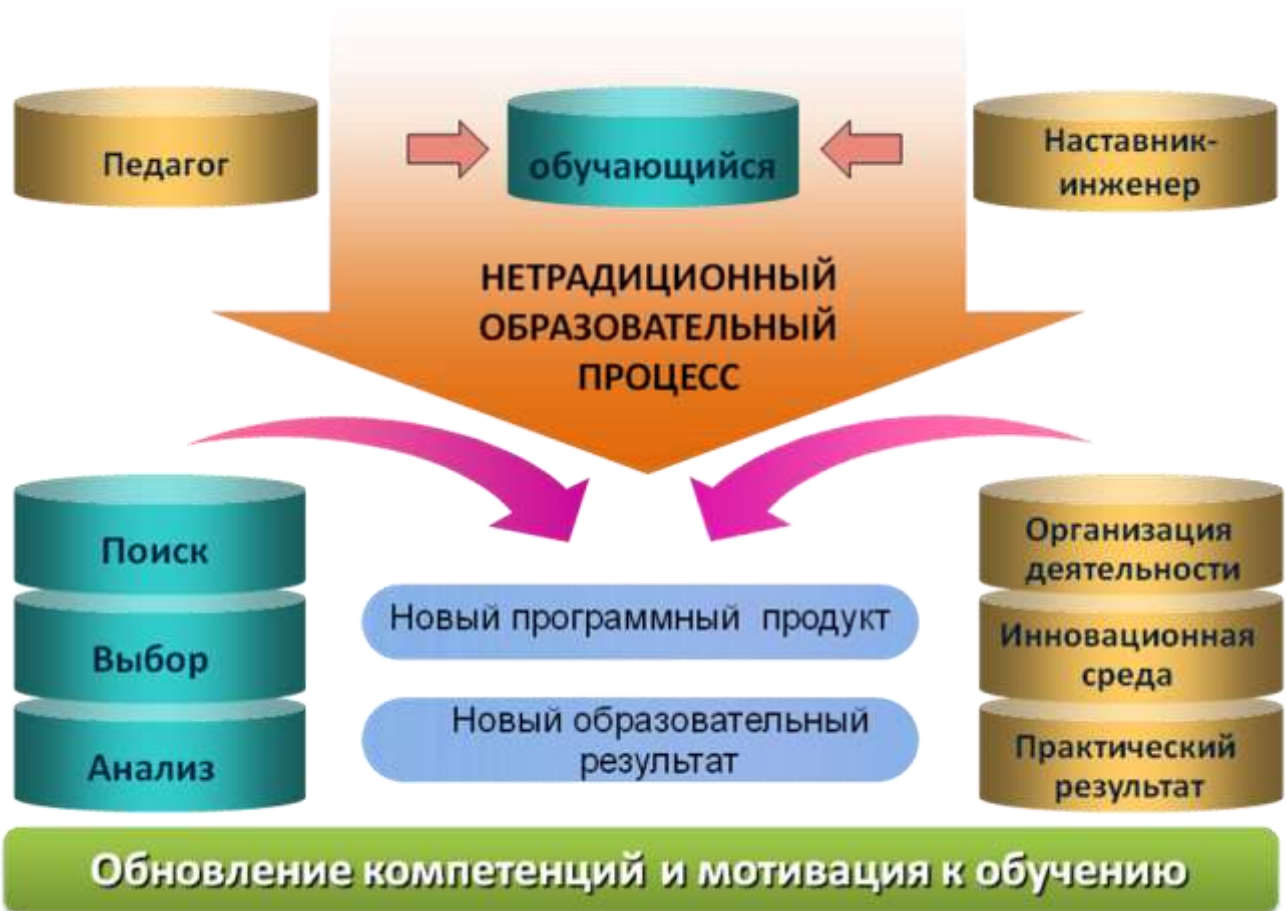 Педагог
обучающийся
Наставник-
инженер
НЕТРАДИЦИОННЫЙ
ОБРАЗОВАТЕЛЬНЫЙ
ПРОЦЕСС
Поиск
Выбор
Анализ
Новый программный продукт
Новый образовательный
результат
Организация
деятельности
Инновационная
среда
Практический
результат
Обновление компетенций и мотивация к обучению